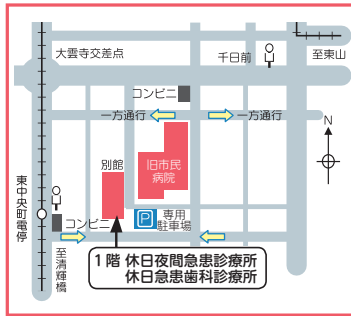 大雲寺交差点
千日前
至東山
コンビニ
一方通行
一方通行
N
別館
旧市民
病院
東中央町電停
コンビニ
P
専用
駐車場
至清輝橋
1階 休日夜間急患診療所
休日急患歯科診療所